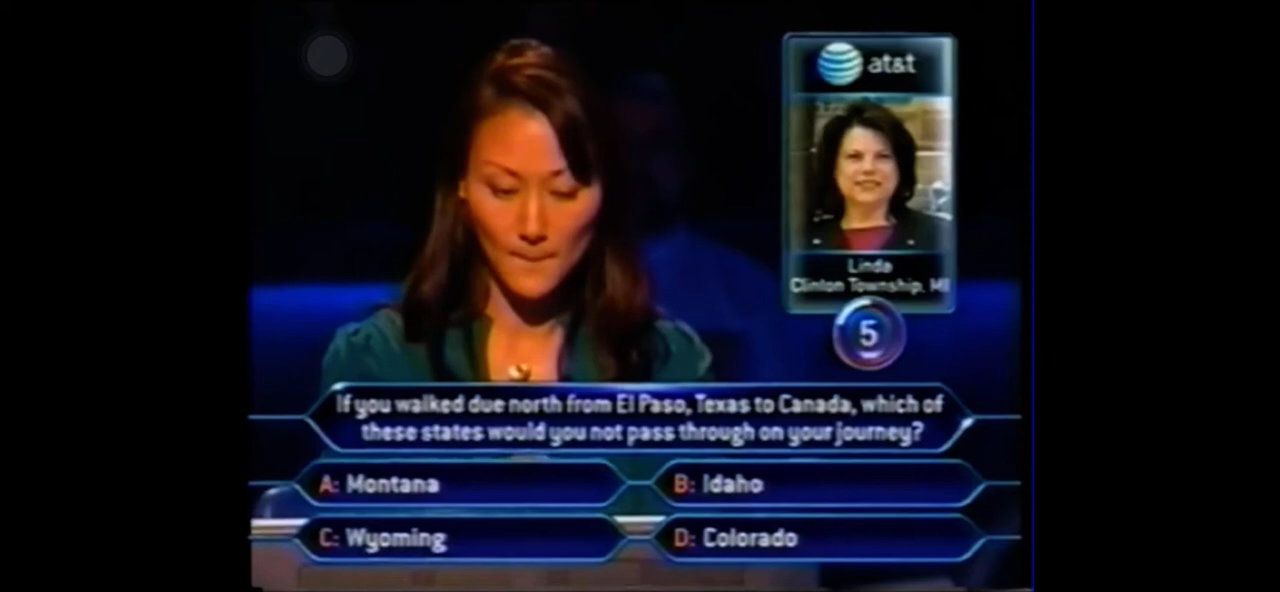 at&t
Linda
Clinton Township, MI
5
If you walked due north from El Paso, Texas to Canada, which of
these states would you not pass through on your journey?
A: Montana
B: Idaho
C: Wyoming
D: Colorado